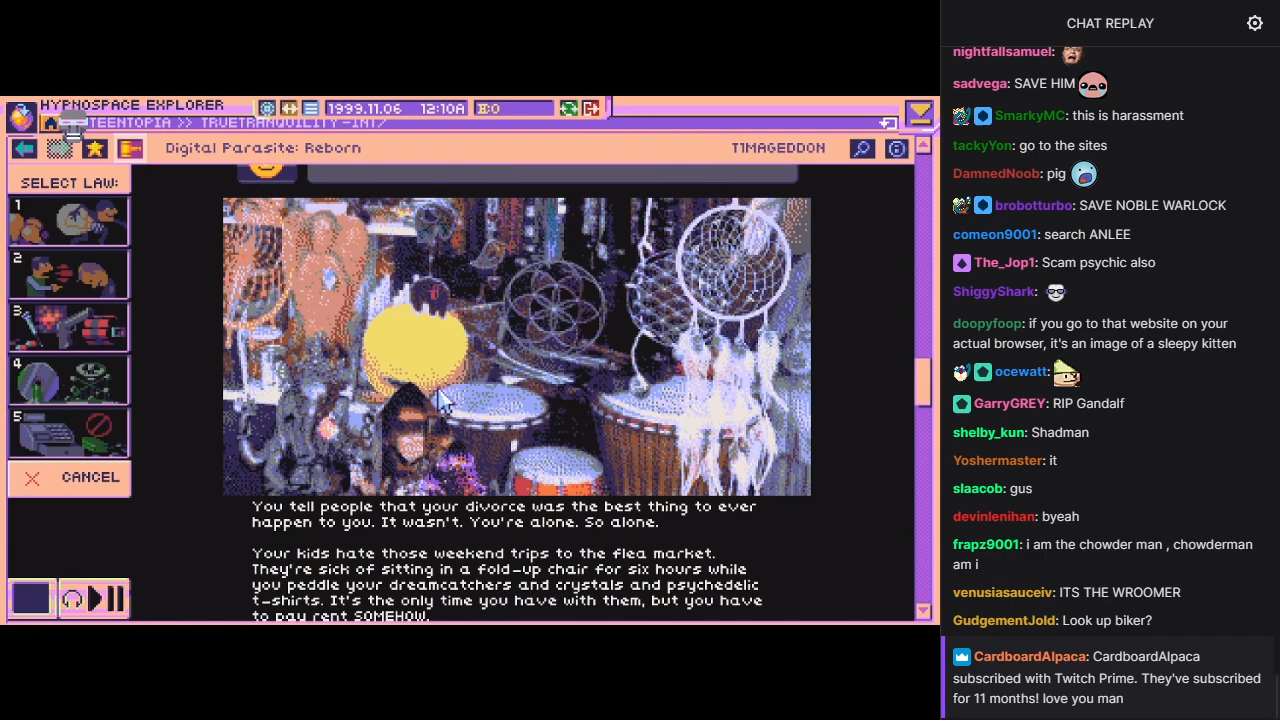 HYPNOSPACE EXPLORER
1999.11.06 12:10A
:0
TEENTOPIA >> TRUETRANQUILITY-INT/
Digital Parasite: Reborn
T1MAGEDDON
SELECT LAW:
1
2
3
4
5
CANCEL
You tell people that your divorce was the best thing to ever
happen to you. It wasn't. You're alone. So alone.
Your kids hate those weekend trips to the flea market.
They're sick of sitting in a fold-up chair for six hours while
you peddle your dreamcatchers and crystals and psychedelic
t-shirts. It's the only time you have with them, but you have
to pay rent SOMEHOW.
CHAT REPLAY
nightfallsamuel:
sadvega: SAVE HIM
SmarkyMC: this is harassment
tackyYon: go to the sites
DamnedNoob: pig
brobotturbo: SAVE NOBLE WARLOCK
comeon9001: search ANLEE
The_Jop1: Scam psychic also
ShiggyShark:
doopyfoop: if you go to that website on your
actual browser, it's an image of a sleepy kitten
ocewatt:
GarryGREY: RIP Gandalf
shelby_kun: Shadman
Yoshermaster: it
slaacob: gus
devinlenihan: byeah
frapz9001: i am the chowder man , chowderman
am i
venusiasauceiv: ITS THE WROOMER
GudgementJold: Look up biker?
CardboardAlpaca: CardboardAlpaca
subscribed with Twitch Prime. They've subscribed
for 11 months! love you man